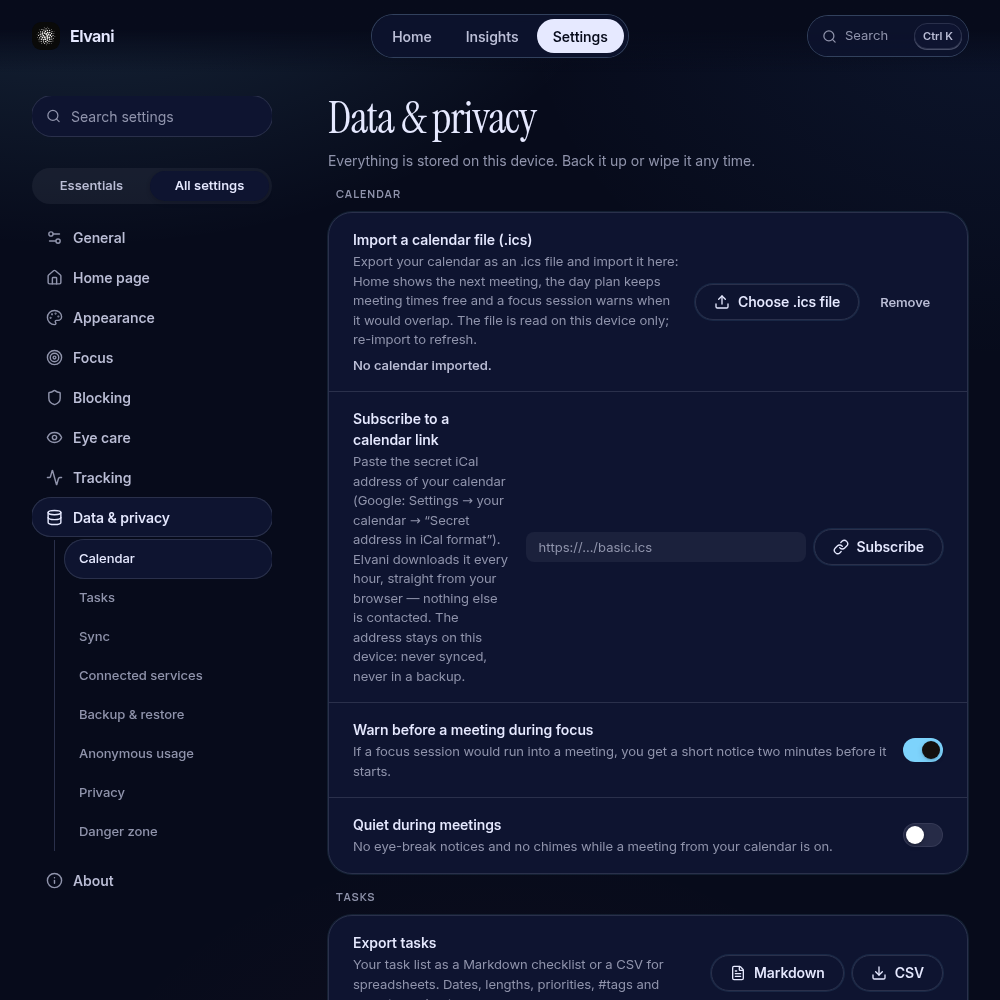 Elvani
Home
Insights
Settings
Search
Ctrl K
Search settings
Essentials
All settings
General
Home page
Appearance
Focus
Blocking
Eye care
Tracking
Data & privacy
Calendar
Tasks
Sync
Connected services
Backup & restore
Anonymous usage
Privacy
Danger zone
About
Data & privacy
Everything is stored on this device. Back it up or wipe it any time.
CALENDAR
Import a calendar file (.ics)
Export your calendar as an .ics file and import it here:
Home shows the next meeting, the day plan keeps
meeting times free and a focus session warns when
it would overlap. The file is read on this device only;
re-import to refresh.
No calendar imported.
Choose .ics file
Remove
Subscribe to a
calendar link
Paste the secret iCal
address of your calendar
(Google: Settings → your
calendar → “Secret
address in iCal format”).
Elvani downloads it every
hour, straight from your
browser — nothing else
is contacted. The
address stays on this
device: never synced,
never in a backup.
https://.../basic.ics
Subscribe
Warn before a meeting during focus
If a focus session would run into a meeting, you get a short notice two minutes before it
starts.
Quiet during meetings
No eye-break notices and no chimes while a meeting from your calendar is on.
TASKS
Export tasks
Your task list as a Markdown checklist or a CSV for
spreadsheets. Dates, lengths, priorities, #tags and
Markdown
CSV